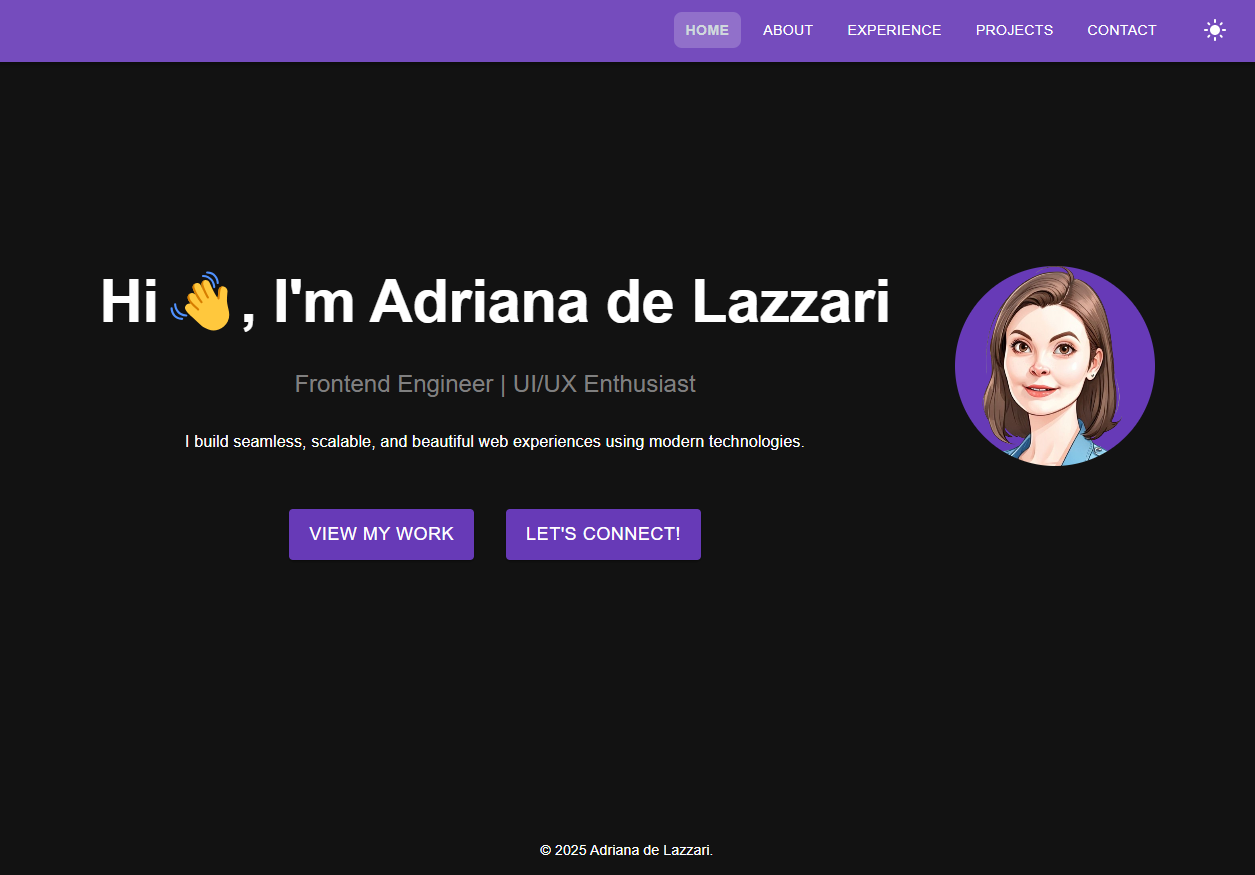 HOME ABOUT EXPERIENCE PROJECTS CONTACT
Hi 👋, I'm Adriana de Lazzari
Frontend Engineer | UI/UX Enthusiast
I build seamless, scalable, and beautiful web experiences using modern technologies.
VIEW MY WORK LET'S CONNECT!
© 2025 Adriana de Lazzari.